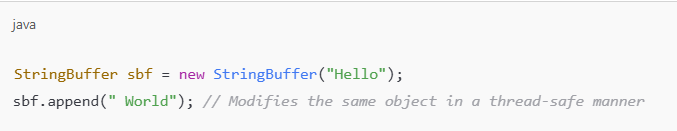 java
StringBuffer sbf = new StringBuffer("Hello");
sbf.append(" World"); // Modifies the same object in a thread-safe manner